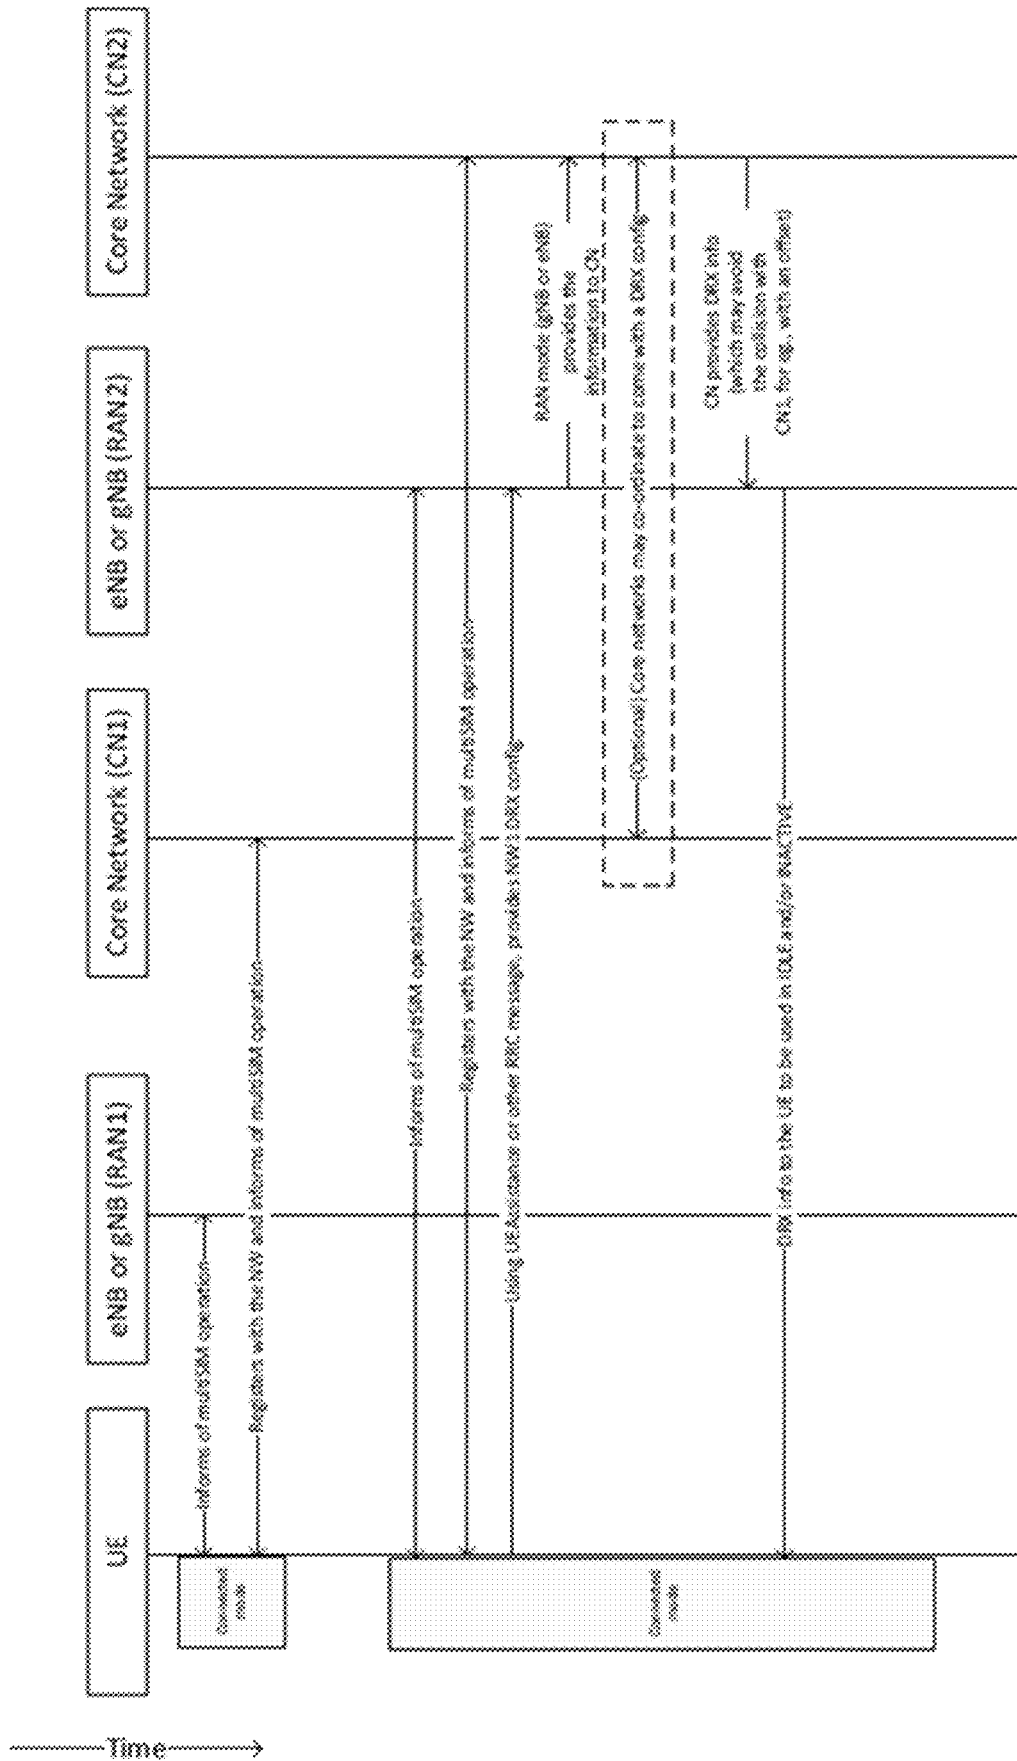 UE
eNB or gNB (RAN1)
Core Network (CN1)
eNB or gNB (RAN2)
Core Network (CN2)
Time
Connected
mode
Informs of multiSIM operation
Registers with the NW and informs of multiSIM operation
Connected
mode
Informs of multiSIM operation
Registers with the NW and informs of multiSIM operation
Using UEAssistance or other RRC message, provides NW1 DRX config
RAN mode (gNB or eNB)
provides the
information to CN
(Optional) Core networks may co-ordinate to come with a DRX config
CN provides DRX info
(which may avoid
the collision with
CN1, for eg., with an offset)
DRX info to the UE to be used in IDLE and/or INACTIVE